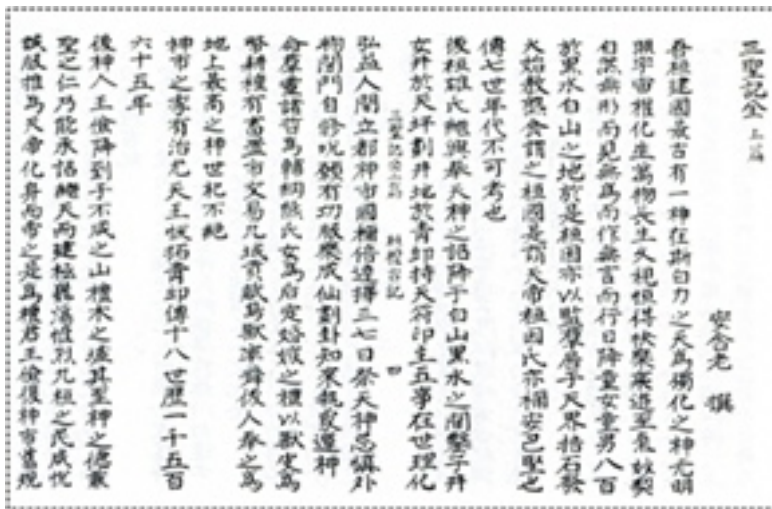 三聖記全 上篇
安含老 撰
吾桓建國最古有一神在斯白力之天爲獨化之神光明
照宇宙權化生萬物長生久視恒得快樂乘遊至氣妙契
自然無形而見無爲而作無言而行日降童女童男八百
於黑水白山之地於是桓因亦以監羣居于天界掊石發
火始敎熟食謂之桓國是謂天帝桓因氏亦稱安巴堅也
傳七世年代不可考也
後桓雄氏繼興奉天神之詔降于白山黑水之間鑿子井
女井於天坪劃井地於靑邱持天符印主五事在世理化
三聖記全上篇 桓檀古記 四
弘益人間立都神市國稱倍達擇三七日祭天神忌愼外
物閉門自修呪願有功服藥成仙劃卦知來執象運神
命羣靈諸哲爲輔納熊氏女爲后定婚嫁之禮以獸皮爲
幣耕種有畜置市交易九域貢賦鳥獸率舞後人奉之爲
地上最高之神世祀不絶
神市之季有治尤天王恢拓靑邱傳十八世歷一千五百
六十五年
後神人王儉降到于不咸之山檀木之墟其至神之德兼
聖之仁乃能承詔繼天而建極巍蕩惟烈九桓之民咸悅
誠服推爲天帝化身而帝之是爲檀君王儉復神市舊規